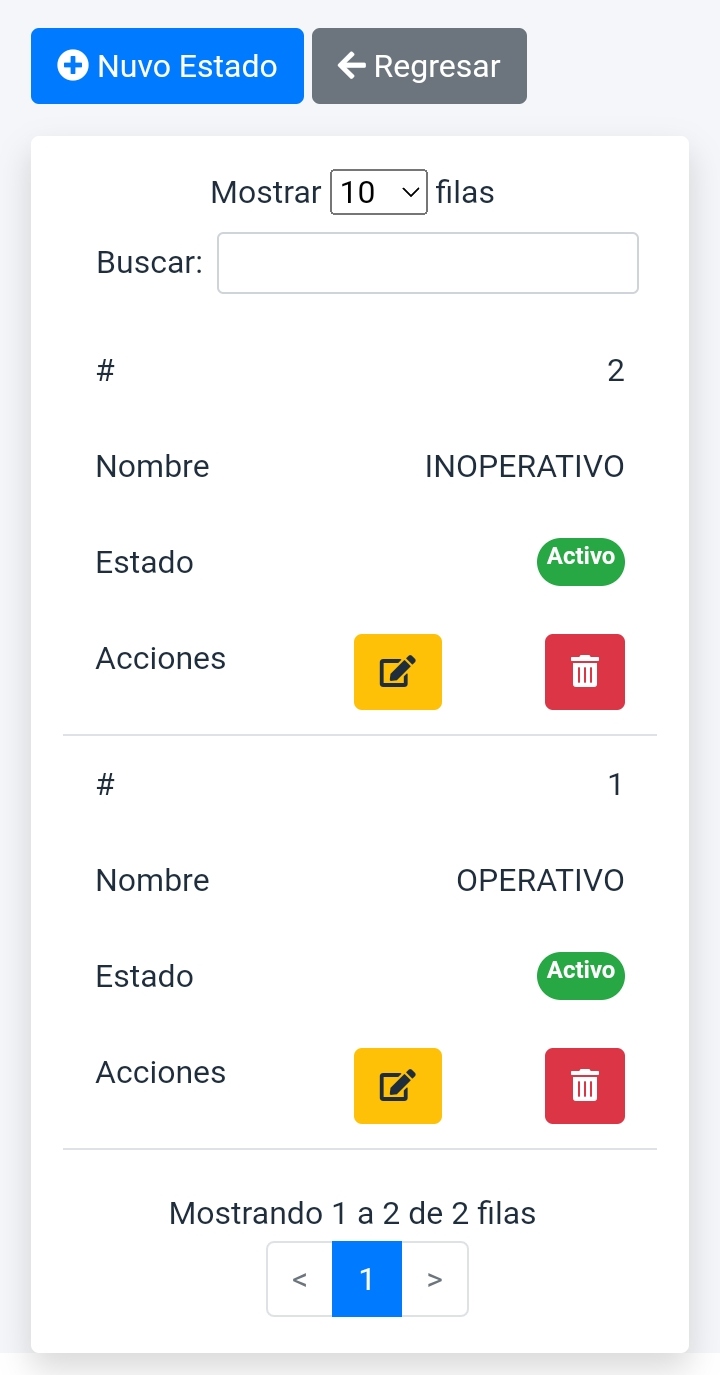 Nuvo Estado Regresar
Mostrar 10 filas
Buscar:
# 2
Nombre INOPERATIVO
Estado Activo
Acciones
# 1
Nombre OPERATIVO
Estado Activo
Acciones
Mostrando 1 a 2 de 2 filas
< 1 >